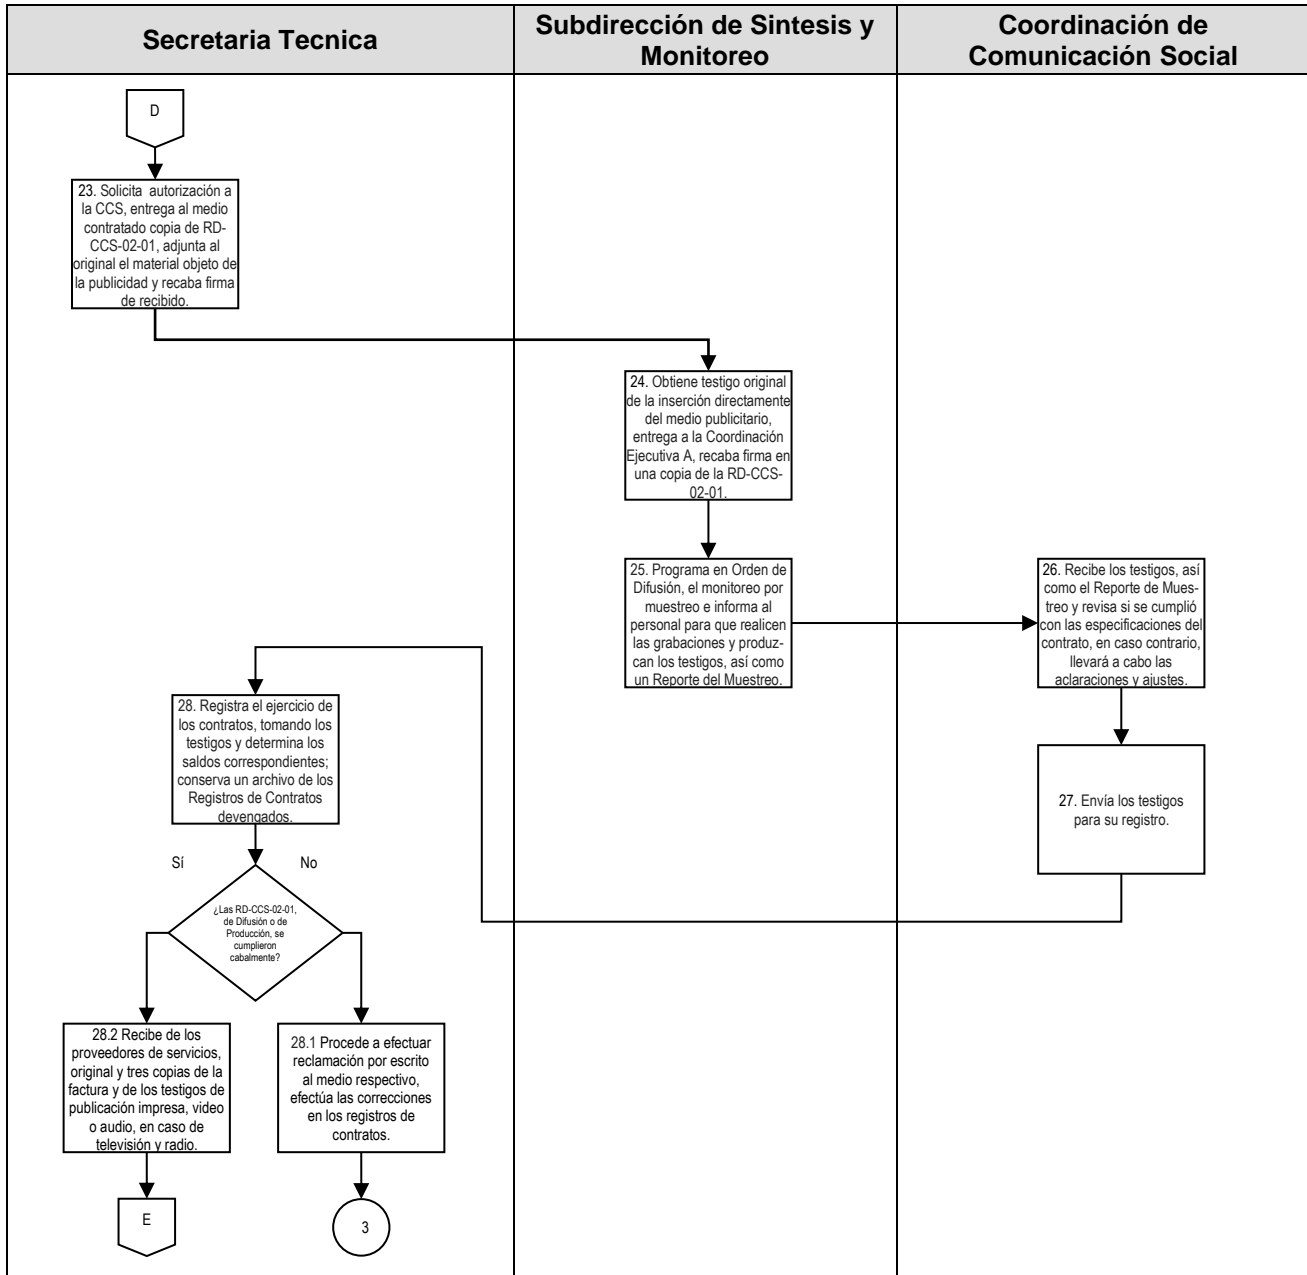 Secretaria Tecnica
Subdirección de Sintesis y
Monitoreo
Coordinación de
Comunicación Social
D
23. Solicita autorización a
la CCS, entrega al medio
contratado copia de RD-
CCS-02-01, adjunta al
original el material objeto de
la publicidad y recaba firma
de recibido.
24. Obtiene testigo original
de la inserción directamente
del medio publicitario,
entrega a la Coordinación
Ejecutiva A, recaba firma en
una copia de la RD-CCS-
02-01.
25. Programa en Orden de
Difusión, el monitoreo por
muestreo e informa al
personal para que realicen
las grabaciones y produz-
can los testigos, así como
un Reporte del Muestreo.
26. Recibe los testigos, así
como el Reporte de Mues-
treo y revisa si se cumplió
con las especificaciones del
contrato, en caso contrario,
llevará a cabo las
aclaraciones y ajustes.
27. Envía los testigos
para su registro.
28. Registra el ejercicio de
los contratos, tomando los
testigos y determina los
saldos correspondientes;
conserva un archivo de los
Registros de Contratos
devengados.
Sí
No
¿Las RD-CCS-02-01,
de Difusión o de
Producción, se
cumplieron
cabalmente?
28.2 Recibe de los
proveedores de servicios,
original y tres copias de la
factura y de los testigos de
publicación impresa, video
o audio, en caso de
televisión y radio.
28.1 Procede a efectuar
reclamación por escrito
al medio respectivo,
efectúa las correcciones
en los registros de
contratos.
E
3